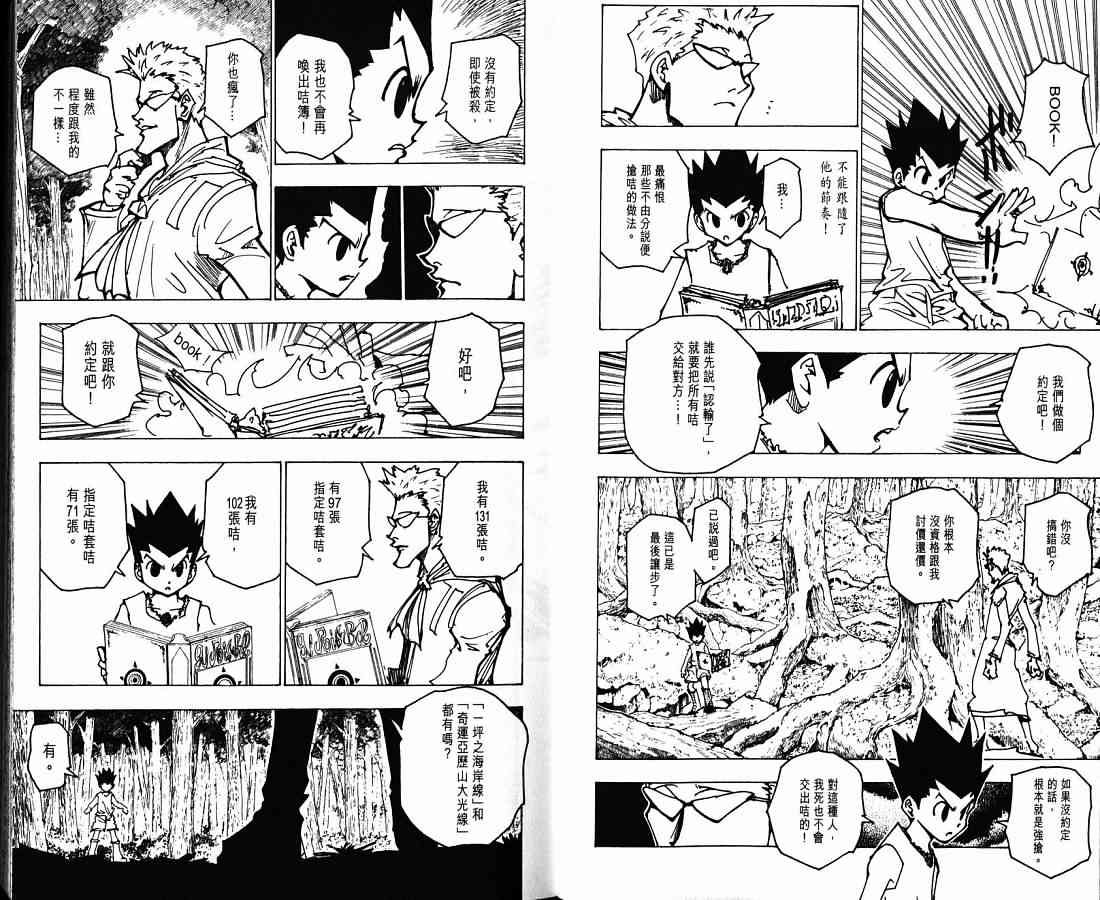 BOOK!
…
不能跟隨了
他的節奏！
我…
最痛恨
那些不由分說便
搶咭的做法。
我們做個
約定吧！
誰先說「認輸了」，
就要把所有咭
交給對方…！
你沒
搞錯吧？
你根本
沒資格跟我
討價還價。
已說過吧。
這已是
最後讓步了。
如果沒約定
的話，
根本就是強搶。
對這種人，
我死也不會
交出咭的！
沒有約定，
即使被殺，
我也不會再
喚出咭簿！
你也瘋了…
雖然
程度跟我的
不一樣…
好吧，
book！
就跟你
約定吧！
我有131張咭。
有97張
指定咭套咭。
我有
102張咭，
指定咭套咭
有71張。
「一坪之海岸線」和
「奇運亞歷山大光線」
都有嗎？
有。